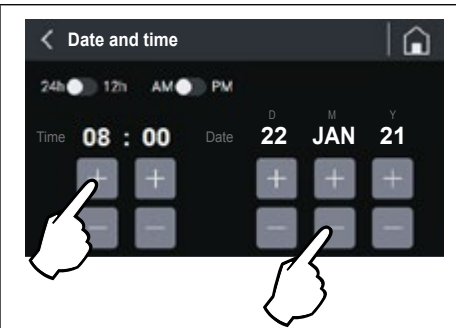 Date and time
24h 12h AM PM
D M Y
Time 08 : 00 Date 22 JAN 21
+ + + + +
- - - - -